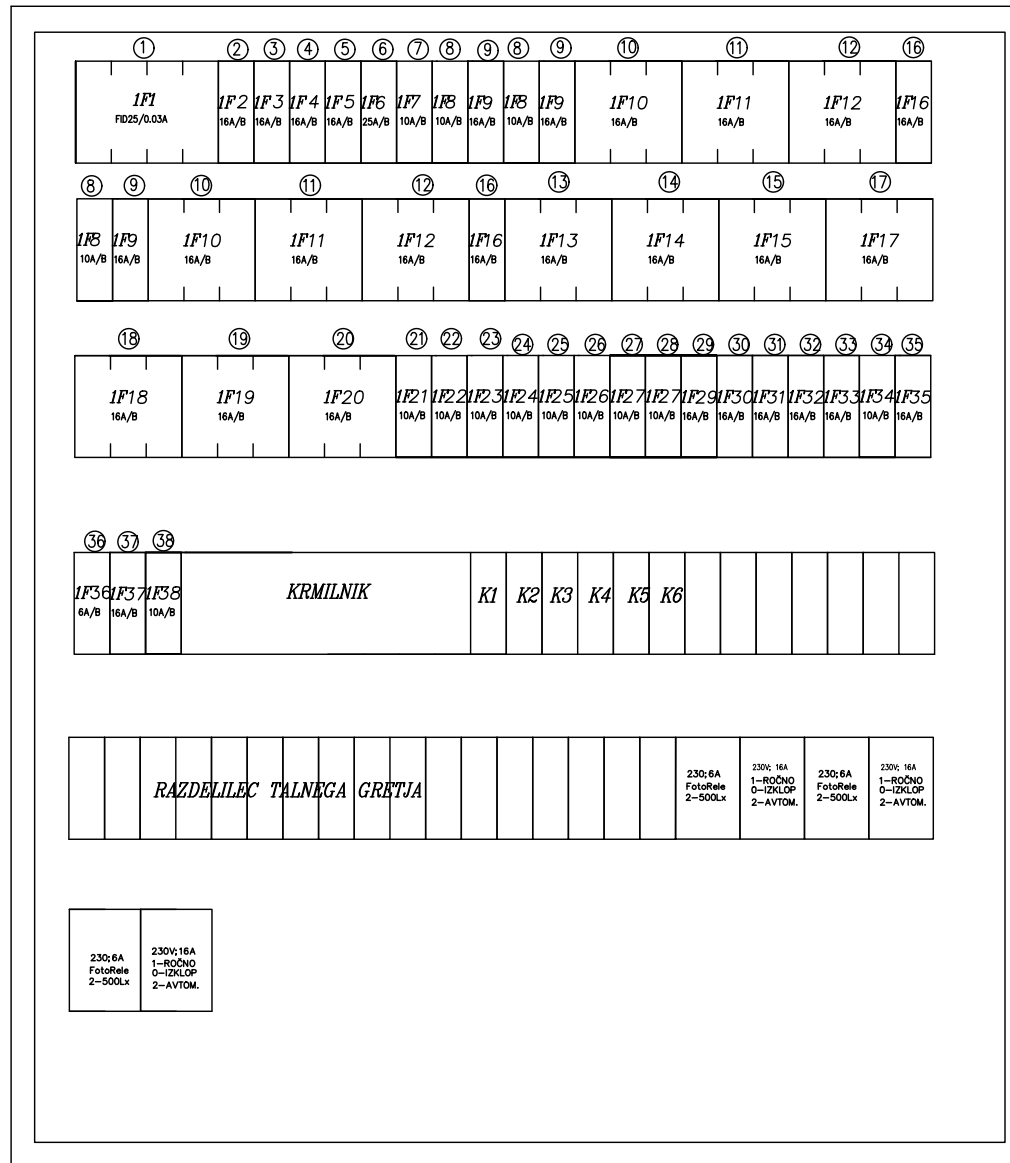 ① ② ③ ④ ⑤ ⑥ ⑦ ⑧ ⑨ ⑧ ⑨ ⑩ ⑪ ⑫ ⑯
1F1 1F2 1F3 1F4 1F5 1F6 1F7 1F8 1F9 1F8 1F9 1F10 1F11 1F12 1F16
FID25/0.03A 16A/B 16A/B 16A/B 16A/B 25A/B 10A/B 10A/B 16A/B 10A/B 16A/B 16A/B 16A/B 16A/B 16A/B
⑧ ⑨ ⑩ ⑪ ⑫ ⑯ ⑬ ⑭ ⑮ ⑰
1F8 1F9 1F10 1F11 1F12 1F16 1F13 1F14 1F15 1F17
10A/B 16A/B 16A/B 16A/B 16A/B 16A/B 16A/B 16A/B 16A/B 16A/B
⑱ ⑲ ⑳ ㉑ ㉒ ㉓ ㉔ ㉕ ㉖ ㉗ ㉘ ㉙ ㉚ ㉛ ㉜ ㉝ ㉞ ㉟
1F18 1F19 1F20 1F21 1F22 1F23 1F24 1F25 1F26 1F27 1F27 1F29 1F30 1F31 1F32 1F33 1F34 1F35
16A/B 16A/B 16A/B 10A/B 10A/B 10A/B 10A/B 10A/B 10A/B 10A/B 10A/B 16A/B 16A/B 16A/B 16A/B 16A/B 10A/B 16A/B
㊱ ㊲ ㊳
1F36 1F37 1F38 KRMILNIK K1 K2 K3 K4 K5 K6
6A/B 16A/B 10A/B
RAZDELILEC TALNEGA GRETJA
230;6A
FotoRele
2-500Lx
230V; 16A
1-ROČNO
0-IZKLOP
2-AVTOM.
230;6A
FotoRele
2-500Lx
230V; 16A
1-ROČNO
0-IZKLOP
2-AVTOM.
230;6A
FotoRele
2-500Lx
230V;16A
1-ROČNO
0-IZKLOP
2-AVTOM.